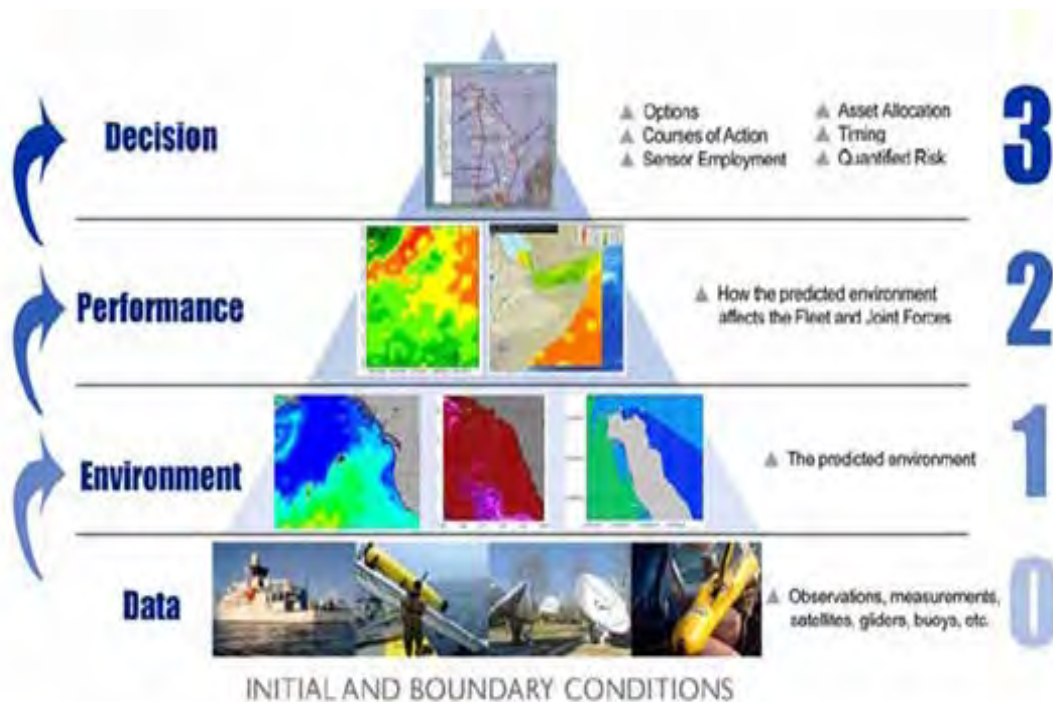 Decision
Options
Courses of Action
Sensor Employment
Asset Allocation
Timing
Quantified Risk
3
Performance
How the predicted environment
affects the Fleet and Joint Forces
2
Environment
The predicted environment
1
Data
Observations, measurements,
satellites, gliders, buoys, etc.
0
INITIAL AND BOUNDARY CONDITIONS